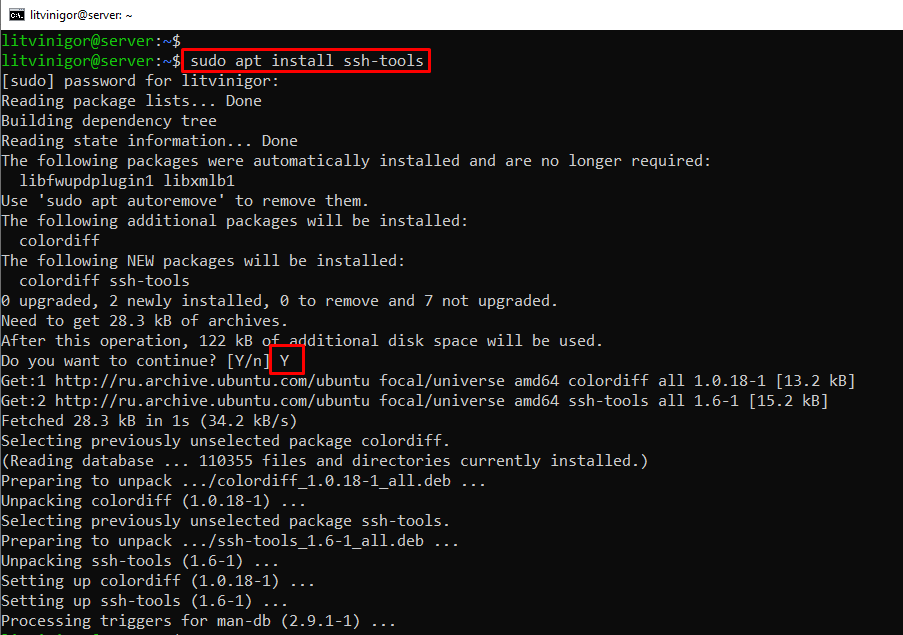 litvinigor@server: ~
litvinigor@server:~$
litvinigor@server:~$ sudo apt install ssh-tools
[sudo] password for litvinigor:
Reading package lists... Done
Building dependency tree
Reading state information... Done
The following packages were automatically installed and are no longer required:
  libfwupdplugin1 libxmlb1
Use 'sudo apt autoremove' to remove them.
The following additional packages will be installed:
  colordiff
The following NEW packages will be installed:
  colordiff ssh-tools
0 upgraded, 2 newly installed, 0 to remove and 7 not upgraded.
Need to get 28.3 kB of archives.
After this operation, 122 kB of additional disk space will be used.
Do you want to continue? [Y/n] Y
Get:1 http://ru.archive.ubuntu.com/ubuntu focal/universe amd64 colordiff all 1.0.18-1 [13.2 kB]
Get:2 http://ru.archive.ubuntu.com/ubuntu focal/universe amd64 ssh-tools all 1.6-1 [15.2 kB]
Fetched 28.3 kB in 1s (34.2 kB/s)
Selecting previously unselected package colordiff.
(Reading database ... 110355 files and directories currently installed.)
Preparing to unpack .../colordiff_1.0.18-1_all.deb ...
Unpacking colordiff (1.0.18-1) ...
Selecting previously unselected package ssh-tools.
Preparing to unpack .../ssh-tools_1.6-1_all.deb ...
Unpacking ssh-tools (1.6-1) ...
Setting up colordiff (1.0.18-1) ...
Setting up ssh-tools (1.6-1) ...
Processing triggers for man-db (2.9.1-1) ...